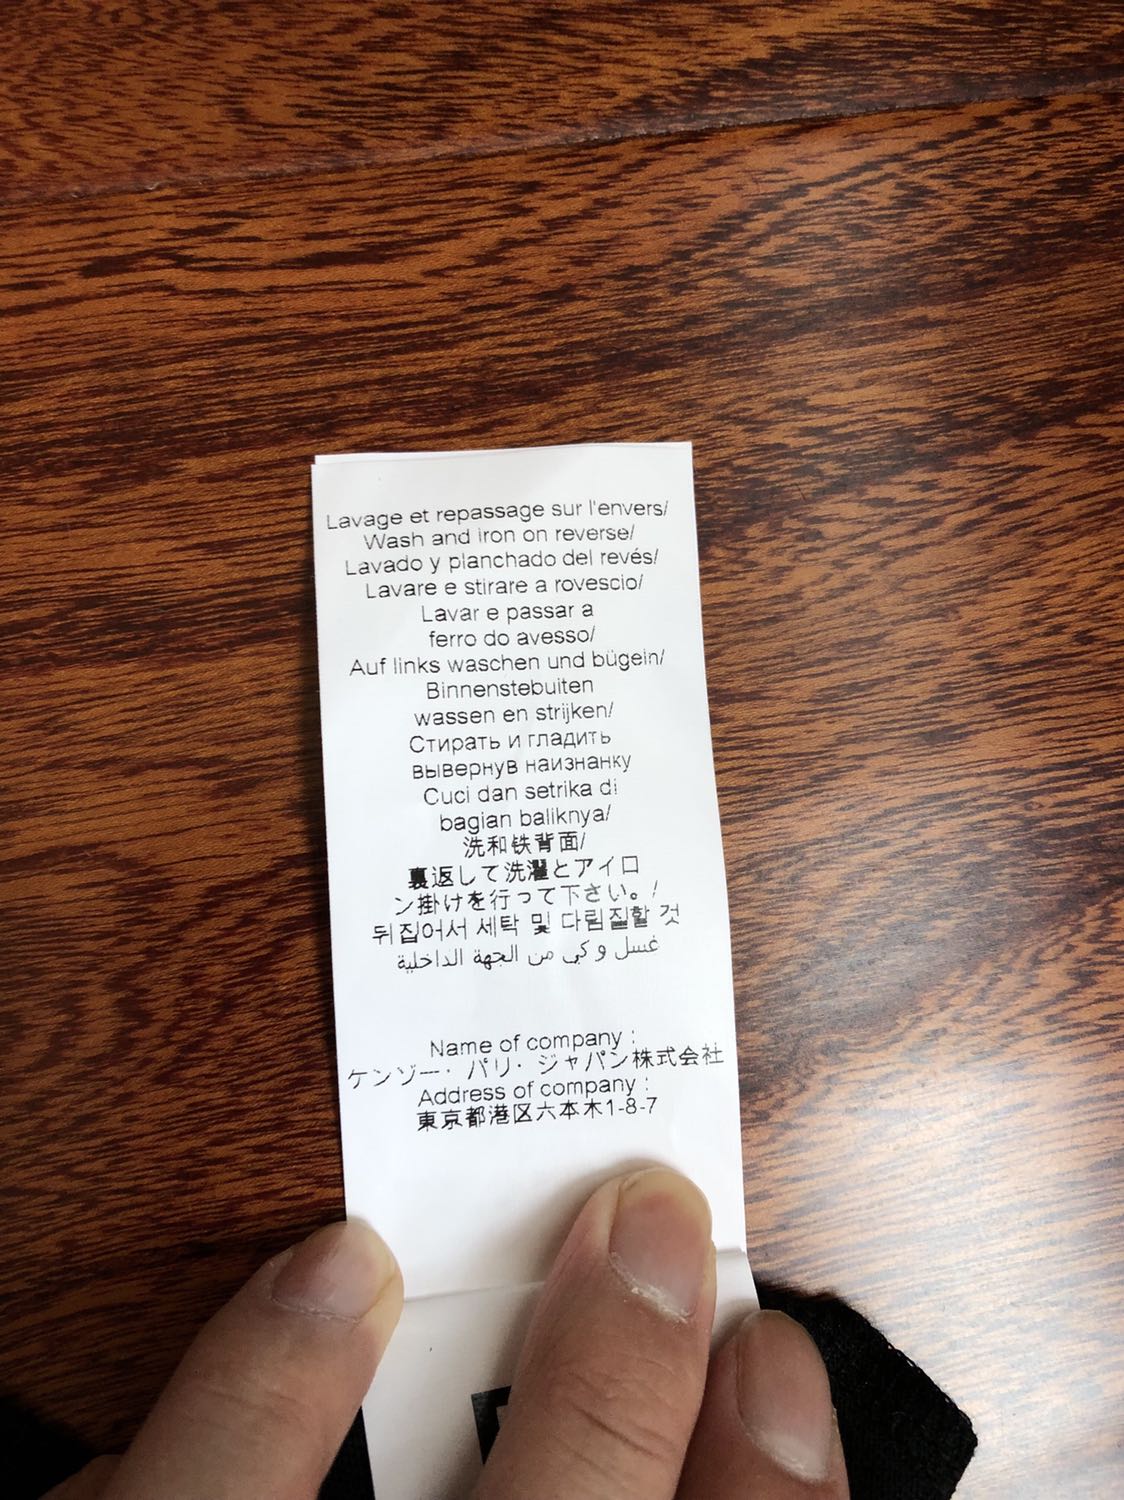 Lavage et repassage sur l'envers/
Wash and iron on reverse/
Lavado y planchado del revés/
Lavare e stirare a rovescio/
Lavar e passar a
ferro do avesso/
Auf links waschen und bügeln/
Binnenstebuiten
wassen en strijken/
Стирать и гладить
вывернув наизнанку
Cuci dan setrika di
bagian baliknya/
洗和铁背面/
裏返して洗濯とアイロ
ン掛けを行って下さい。/
뒤집어서 세탁 및 다림질할 것
غسل و كي من الجهة الداخلية
Name of company :
ケンゾー・パリ・ジャパン株式会社
Address of company :
東京都港区六本木1-8-7